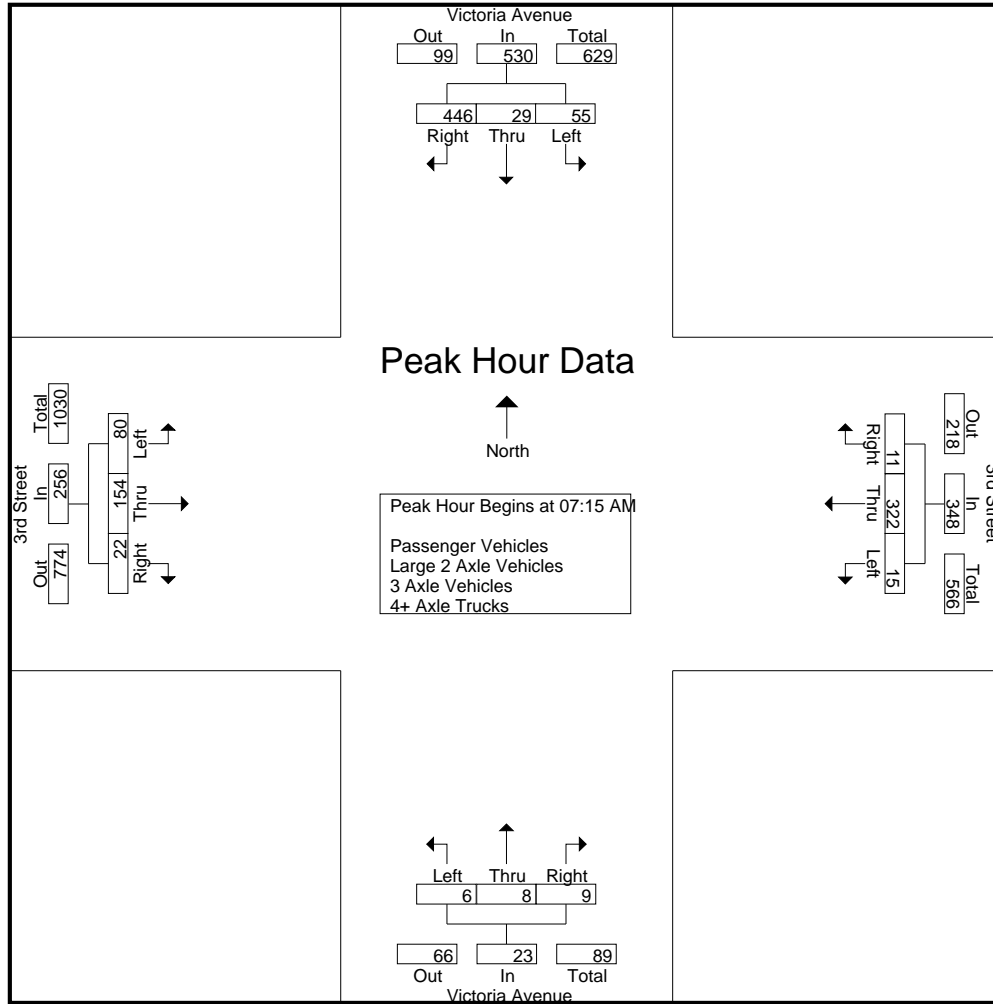 Victoria Avenue
Out In Total
99 530 629
446 29 55
Right Thru Left
Peak Hour Data
North
Peak Hour Begins at 07:15 AM
Passenger Vehicles
Large 2 Axle Vehicles
3 Axle Vehicles
4+ Axle Trucks
3rd Street
Out In Total
774 256 1030
22 154 80
Right Thru Left
3rd Street
Out In Total
218 348 566
11 322 15
Right Thru Left
Left Thru Right
6 8 9
66 23 89
Out In Total
Victoria Avenue